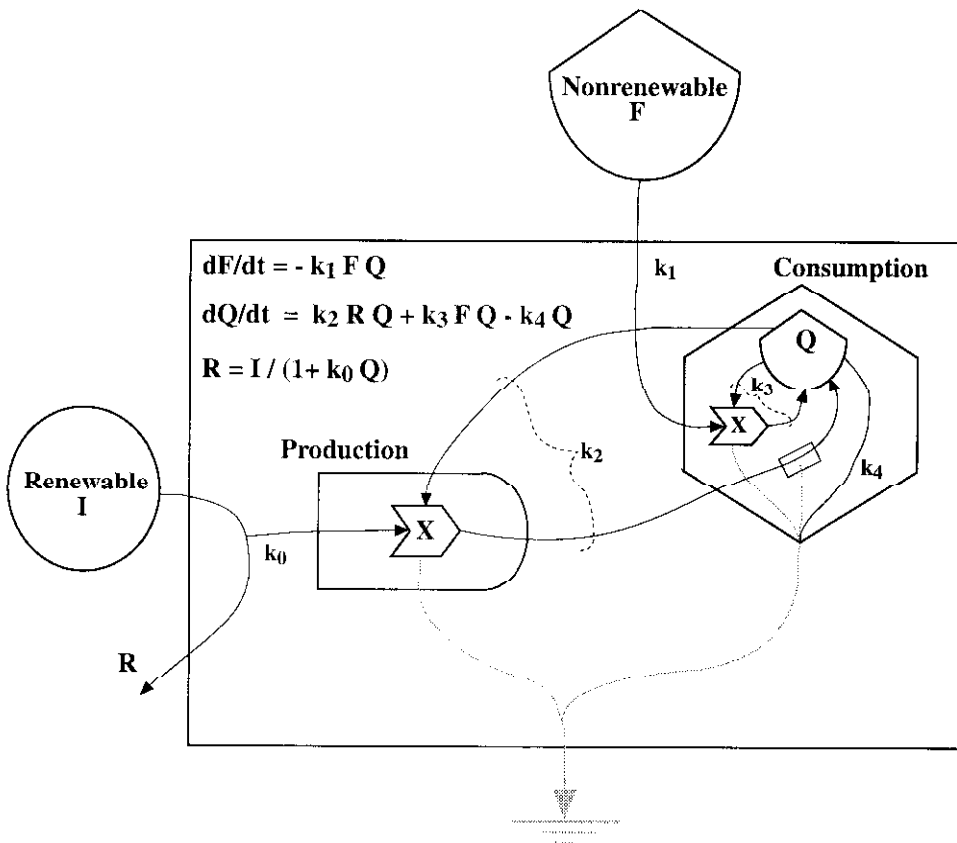 Nonrenewable
F
dF/dt = - k₁ F Q
k₁
Consumption
dQ/dt = k₂ R Q + k₃ F Q - k₄ Q
Q
R = I / (1+ k₀ Q)
k₃
X
Production
k₂
k₄
Renewable
I
X
k₀
R